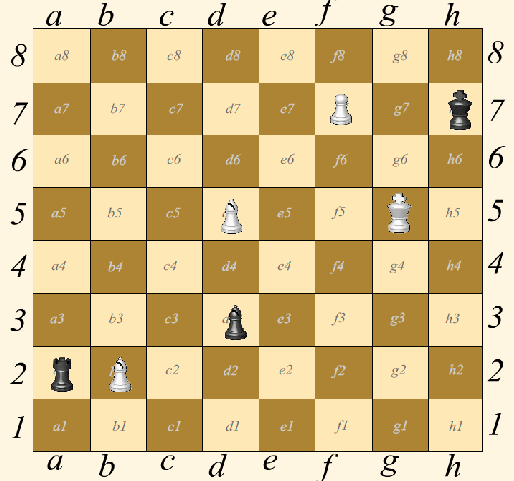 a b c d e f g h
8 a8 b8 c8 d8 e8 f8 g8 h8 8
7 a7 b7 c7 d7 e7 g7 7
6 a6 b6 c6 d6 e6 f6 g6 h6 6
5 a5 b5 c5 e5 f5 h5 5
4 a4 b4 c4 d4 e4 f4 g4 h4 4
3 a3 b3 c3 e3 f3 g3 h3 3
2 c2 d2 e2 f2 g2 h2 2
1 a1 b1 c1 d1 e1 f1 g1 h1 1
a b c d e f g h